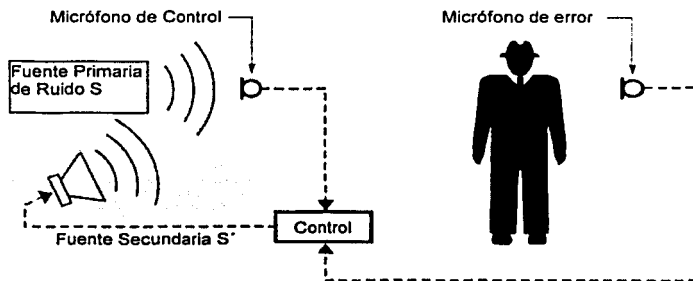 Micrófono de Control
Micrófono de error
Fuente Primaria
de Ruido S
Control
Fuente Secundaria S'